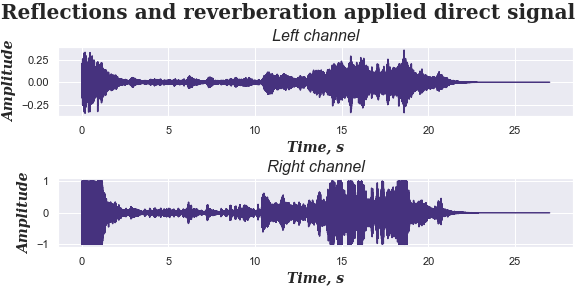 Reflections and reverberation applied direct signal
Left channel
Amplitude
0.25
0.00
−0.25
0 5 10 15 20 25
Time, s
Right channel
Amplitude
1
0
−1
0 5 10 15 20 25
Time, s